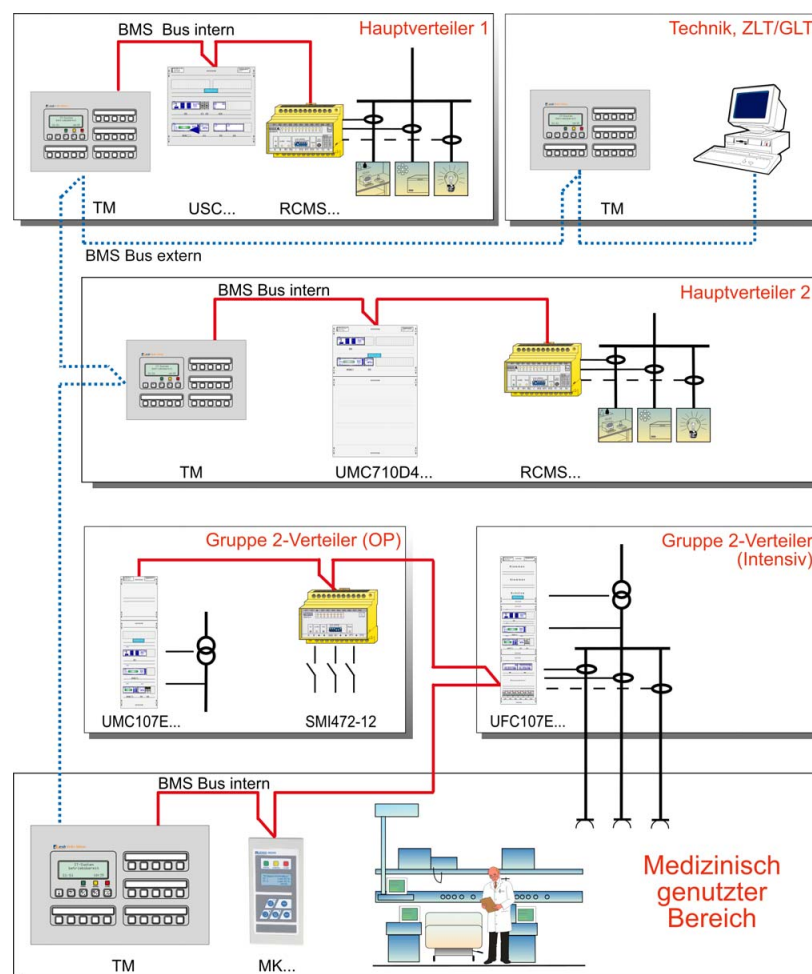 BMS Bus intern
Hauptverteiler 1
Technik, ZLT/GLT
TM
USC...
RCMS...
TM
BMS Bus extern
BMS Bus intern
Hauptverteiler 2
TM
UMC710D4...
RCMS...
Gruppe 2-Verteiler (OP)
Gruppe 2-Verteiler
(Intensiv)
UMC107E...
SMI472-12
UFC107E...
BMS Bus intern
Medizinisch
genutzter
Bereich
TM
MK...